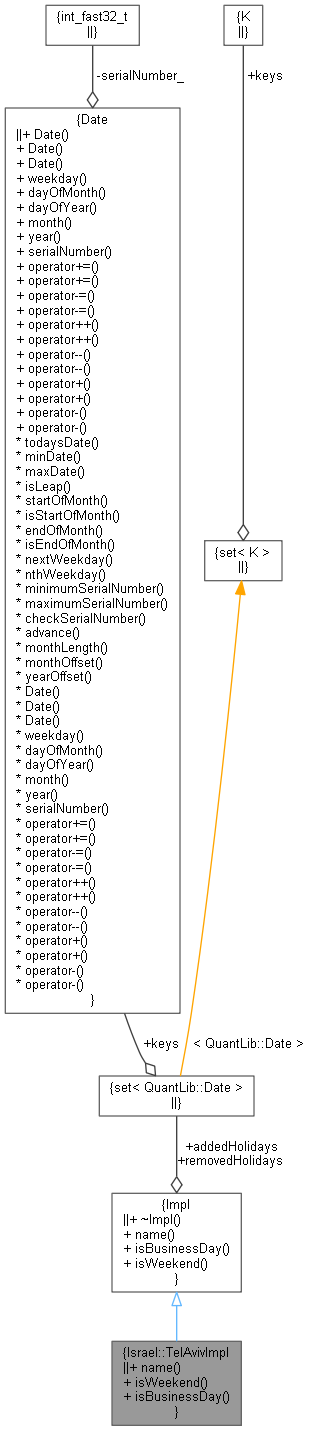 {int_fast32_t
||}
{K
||}
-serialNumber_
+keys
{Date
||+ Date()
+ Date()
+ Date()
+ weekday()
+ dayOfMonth()
+ dayOfYear()
+ month()
+ year()
+ serialNumber()
+ operator+=()
+ operator+=()
+ operator-=()
+ operator-=()
+ operator++()
+ operator++()
+ operator--()
+ operator--()
+ operator+()
+ operator+()
+ operator-()
+ operator-()
* todaysDate()
* minDate()
* maxDate()
* isLeap()
* startOfMonth()
* isStartOfMonth()
* endOfMonth()
* isEndOfMonth()
* nextWeekday()
* nthWeekday()
* minimumSerialNumber()
* maximumSerialNumber()
* checkSerialNumber()
* advance()
* monthLength()
* monthOffset()
* yearOffset()
* Date()
* Date()
* Date()
* weekday()
* dayOfMonth()
* dayOfYear()
* month()
* year()
* serialNumber()
* operator+=()
* operator+=()
* operator-=()
* operator-=()
* operator++()
* operator++()
* operator--()
* operator--()
* operator+()
* operator+()
* operator-()
* operator-()
}
{set< K >
||}
+keys
< QuantLib::Date >
{set< QuantLib::Date >
||}
+addedHolidays
+removedHolidays
{Impl
||+ ~Impl()
+ name()
+ isBusinessDay()
+ isWeekend()
}
{Israel::TelAvivImpl
||+ name()
+ isWeekend()
+ isBusinessDay()
}